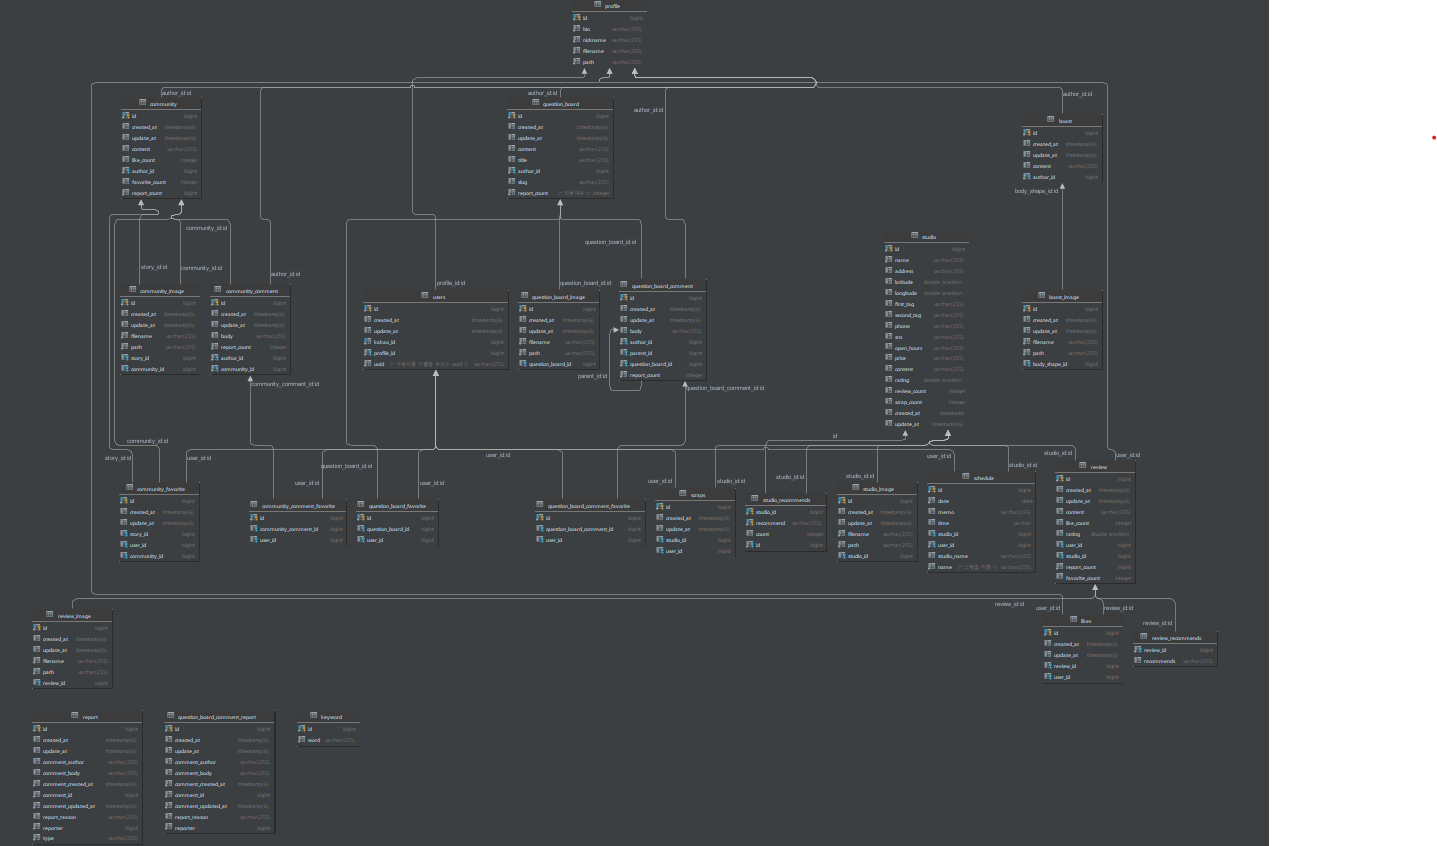 profile
id bigint
bio varchar(255)
nickname varchar(255)
filename varchar(255)
path varchar(255)
author_id:id
author_id:id
author_id:id
author_id:id
community
id bigint
created_at timestamp(6)
update_at timestamp(6)
content varchar(255)
like_count integer
author_id bigint
favorite_count integer
report_count bigint
question_board
id bigint
created_at timestamp(6)
update_at timestamp(6)
content varchar(255)
title varchar(255)
author_id bigint
slug varchar(255)
report_count integer
boast
id bigint
created_at timestamp(6)
update_at timestamp(6)
content varchar(255)
author_id bigint
body_shape_id:id
community_id:id
question_board_id:id
studio
id bigint
name varchar(255)
address varchar(255)
latitude double precision
longitude double precision
first_tag varchar(255)
second_tag varchar(255)
phone varchar(255)
sns varchar(255)
open_hours varchar(255)
price varchar(255)
content varchar(255)
rating double precision
review_count integer
scrap_count integer
created_at timestamp
update_at timestamp(6)
story_id:id
community_id:id
author_id:id
profile_id:id
question_board_id:id
community_image
id bigint
created_at timestamp(6)
update_at timestamp(6)
filename varchar(255)
path varchar(255)
story_id bigint
community_id bigint
community_comment
id bigint
created_at timestamp(6)
update_at timestamp(6)
body varchar(255)
report_count integer
author_id bigint
community_id bigint
users
id bigint
created_at timestamp(6)
update_at timestamp(6)
kakao_id bigint
profile_id bigint
uuid varchar(255)
question_board_image
id bigint
created_at timestamp(6)
update_at timestamp(6)
filename varchar(255)
path varchar(255)
question_board_id bigint
question_board_comment
id bigint
created_at timestamp(6)
update_at timestamp(6)
body varchar(255)
author_id bigint
parent_id bigint
question_board_id bigint
report_count integer
boast_image
id bigint
created_at timestamp(6)
update_at timestamp(6)
filename varchar(255)
path varchar(255)
body_shape_id bigint
parent_id:id
community_comment_id:id
question_board_comment_id:id
community_id:id
id
story_id:id
user_id:id
question_board_id:id
user_id:id
user_id:id
user_id:id
user_id:id
studio_id:id
studio_id:id
studio_id:id
user_id:id
studio_id:id
studio_id:id
user_id:id
community_favorite
id bigint
created_at timestamp(6)
update_at timestamp(6)
story_id bigint
user_id bigint
community_id bigint
community_comment_favorite
id bigint
community_comment_id bigint
user_id bigint
question_board_favorite
id bigint
question_board_id bigint
user_id bigint
question_board_comment_favorite
id bigint
question_board_comment_id bigint
user_id bigint
scraps
id bigint
created_at timestamp(6)
update_at timestamp(6)
studio_id bigint
user_id bigint
studio_recommends
studio_id bigint
recommend varchar(255)
count integer
id bigint
studio_image
id bigint
created_at timestamp(6)
update_at timestamp(6)
filename varchar(255)
path varchar(255)
studio_id bigint
schedule
id bigint
date date
memo varchar(255)
time varchar
studio_id bigint
user_id bigint
studio_name varchar(255)
name varchar(255)
review
id bigint
created_at timestamp(6)
update_at timestamp(6)
content varchar(255)
like_count integer
rating double precision
user_id bigint
studio_id bigint
report_count bigint
favorite_count integer
review_id:id
user_id:id
review_id:id
review_id:id
review_image
id bigint
created_at timestamp(6)
update_at timestamp(6)
filename varchar(255)
path varchar(255)
review_id bigint
likes
id bigint
created_at timestamp(6)
update_at timestamp(6)
review_id bigint
user_id bigint
review_recommends
review_id bigint
recommends varchar(255)
report
id bigint
created_at timestamp(6)
update_at timestamp(6)
comment_author varchar(255)
comment_body varchar(255)
comment_created_at timestamp(6)
comment_id bigint
comment_updated_at timestamp(6)
report_reason varchar(255)
reporter bigint
type varchar(255)
question_board_comment_report
id bigint
created_at timestamp(6)
update_at timestamp(6)
comment_author varchar(255)
comment_body varchar(255)
comment_created_at timestamp(6)
comment_id bigint
comment_updated_at timestamp(6)
report_reason varchar(255)
reporter bigint
keyword
id bigint
word varchar(255)